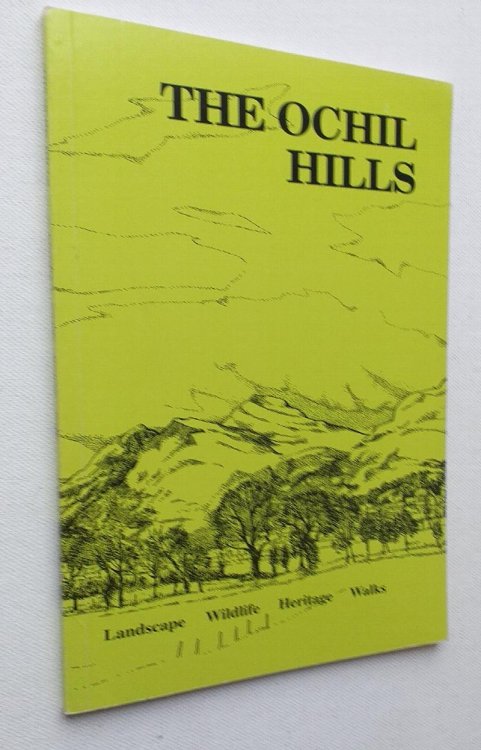 THE OCHIL
HILLS
Landscape Wildlife Heritage Walks